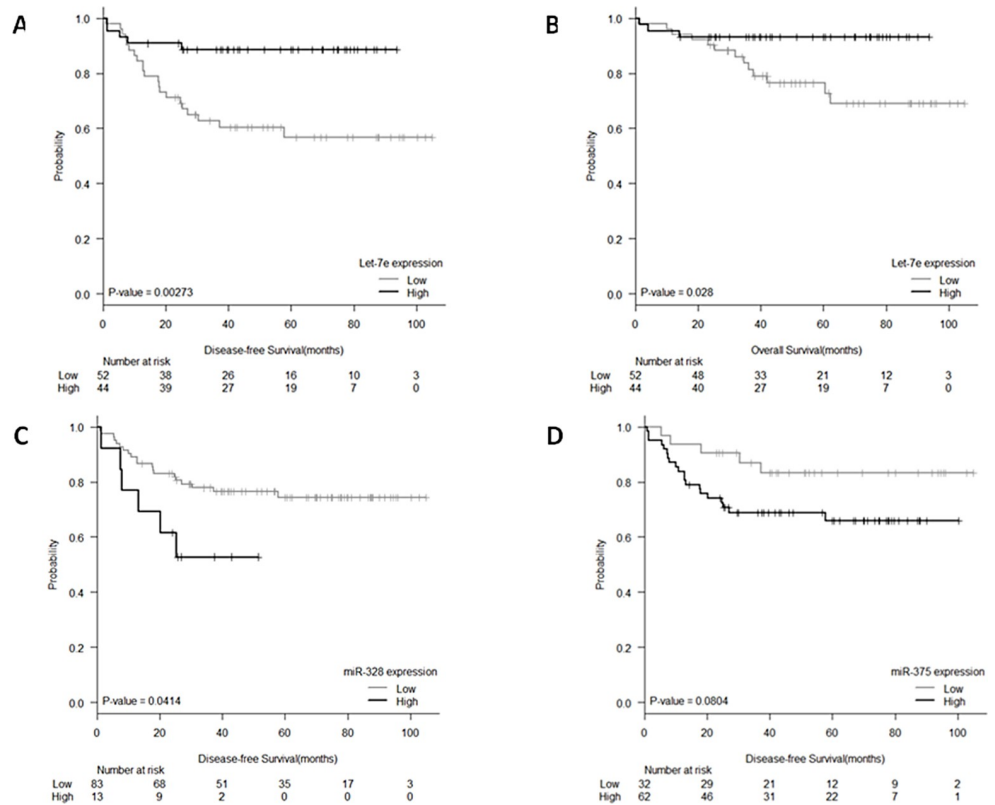 A
1.0
0.8
0.6
0.4
0.2
0.0
Probability
Let-7e expression
Low
High
P-value = 0.00273
0 20 40 60 80 100
Disease-free Survival(months)
Number at risk
Low 52 38 26 16 10 3
High 44 39 27 19 7 0
B
1.0
0.8
0.6
0.4
0.2
0.0
Probability
Let-7e expression
Low
High
P-value = 0.028
0 20 40 60 80 100
Overall Survival(months)
Number at risk
Low 52 48 33 21 12 3
High 44 40 27 19 7 0
C
1.0
0.8
0.6
0.4
0.2
0.0
Probability
miR-328 expression
Low
High
P-value = 0.0414
0 20 40 60 80 100
Disease-free Survival(months)
Number at risk
Low 83 68 51 35 17 3
High 13 9 2 0 0 0
D
1.0
0.8
0.6
0.4
0.2
0.0
Probability
miR-375 expression
Low
High
P-value = 0.0804
0 20 40 60 80 100
Disease-free Survival(months)
Number at risk
Low 32 29 21 12 9 2
High 62 46 31 22 7 1